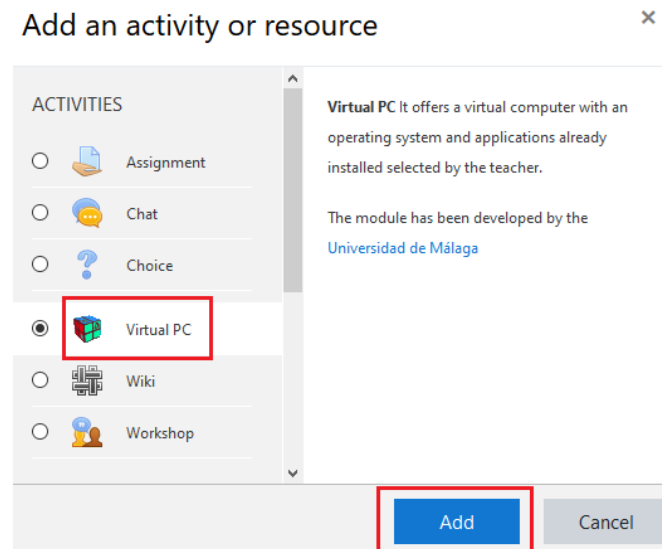 Add an activity or resource
×
ACTIVITIES
Assignment
Chat
Choice
Virtual PC
Wiki
Workshop
Virtual PC It offers a virtual computer with an
operating system and applications already
installed selected by the teacher.
The module has been developed by the
Universidad de Málaga
Add
Cancel